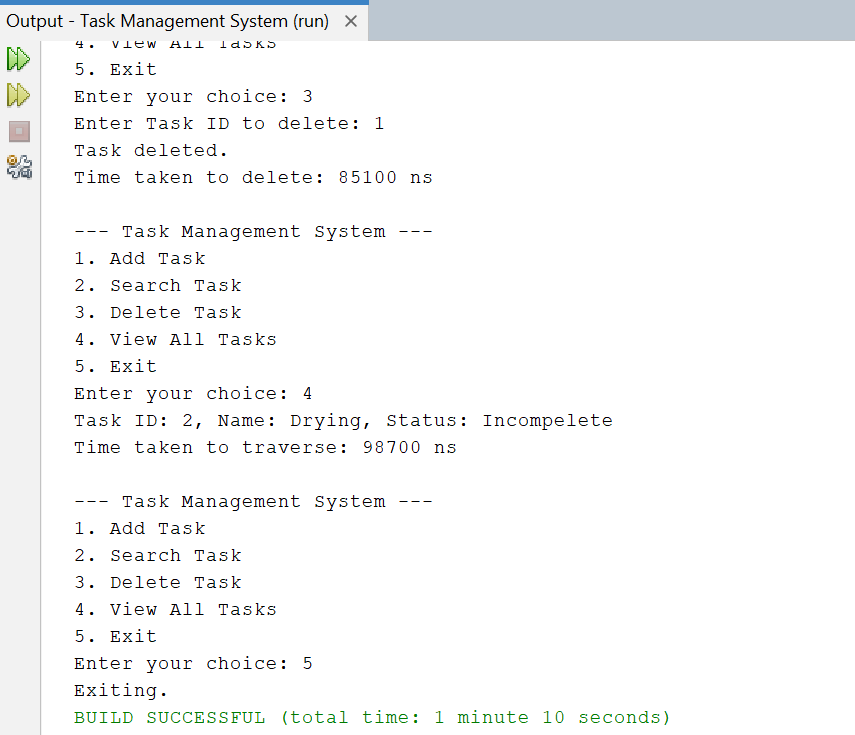 Output - Task Management System (run)
4. View All Tasks
5. Exit
Enter your choice: 3
Enter Task ID to delete: 1
Task deleted.
Time taken to delete: 85100 ns
--- Task Management System ---
1. Add Task
2. Search Task
3. Delete Task
4. View All Tasks
5. Exit
Enter your choice: 4
Task ID: 2, Name: Drying, Status: Incompelete
Time taken to traverse: 98700 ns
--- Task Management System ---
1. Add Task
2. Search Task
3. Delete Task
4. View All Tasks
5. Exit
Enter your choice: 5
Exiting.
BUILD SUCCESSFUL (total time: 1 minute 10 seconds)